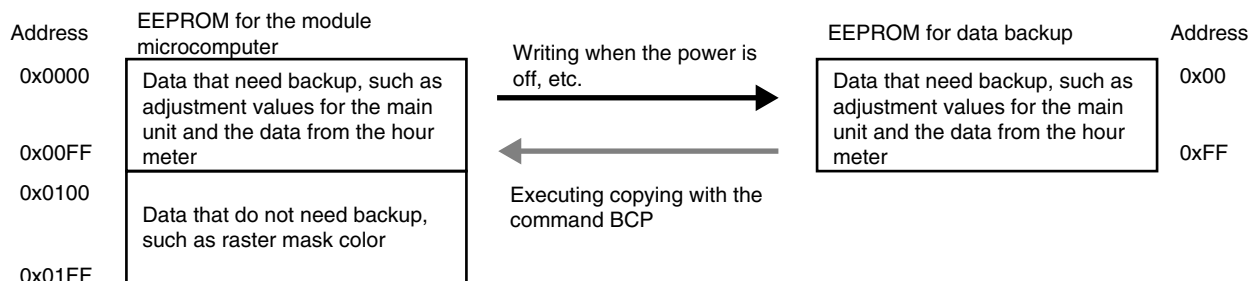 Address
EEPROM for the module
microcomputer
0x0000
Data that need backup, such as
adjustment values for the main
unit and the data from the hour
meter
0x00FF
0x0100
Data that do not need backup,
such as raster mask color
0x01FF
Writing when the power is
off, etc.
Executing copying with the
command BCP
EEPROM for data backup
Address
Data that need backup, such as
adjustment values for the main
unit and the data from the hour
meter
0x00
0xFF